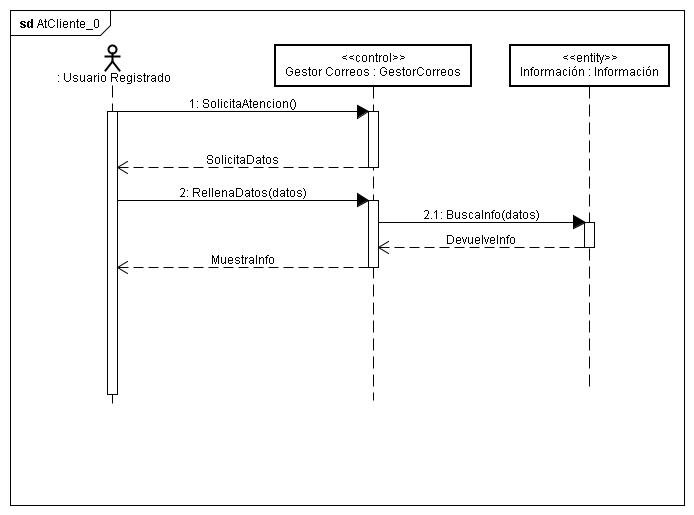 sd AtCliente_0
<<control>>
<<entity>>
Gestor Correos : GestorCorreos
Información : Información
: Usuario Registrado
1: SolicitaAtencion()
SolicitaDatos
2: RellenaDatos(datos)
2.1: BuscaInfo(datos)
DevuelveInfo
MuestraInfo